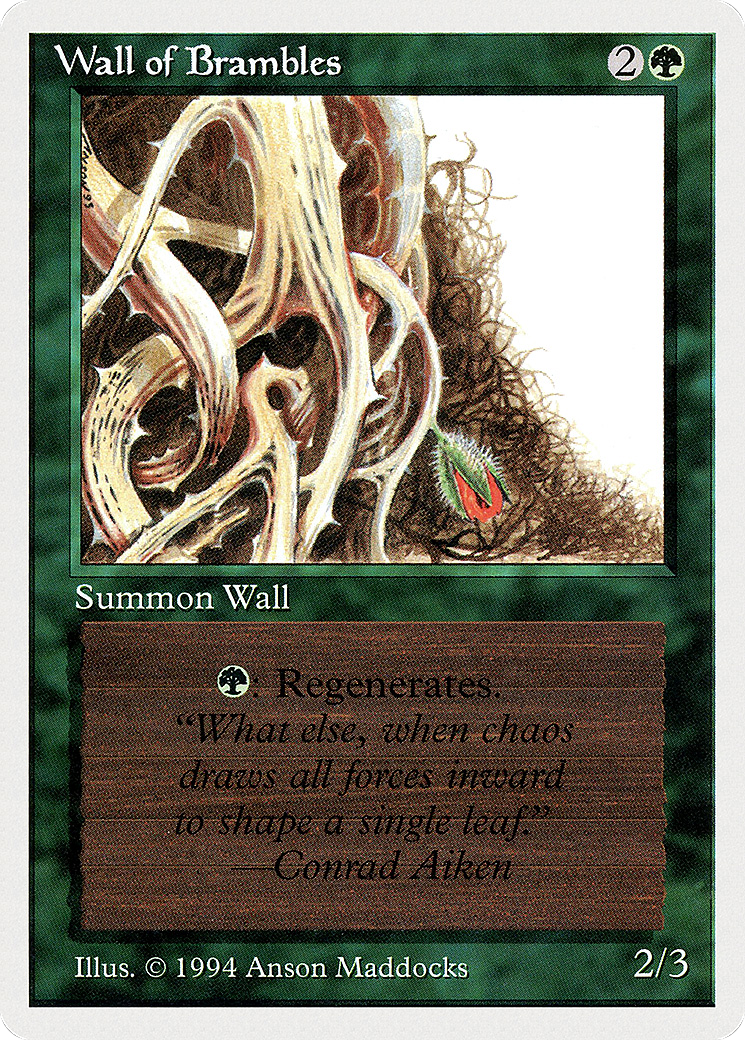 Wall of Brambles 2
Summon Wall
: Regenerates.
“What else, when chaos
draws all forces inward
to shape a single leaf.”
—Conrad Aiken
Illus. © 1994 Anson Maddocks 2/3